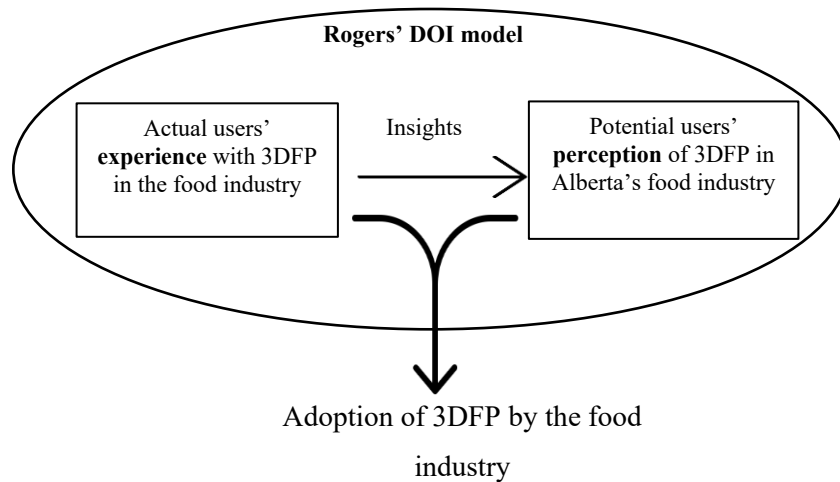 Rogers' DOI model
Actual users'
experience with 3DFP
in the food industry
Insights
Potential users'
perception of 3DFP in
Alberta's food industry
Adoption of 3DFP by the food
industry